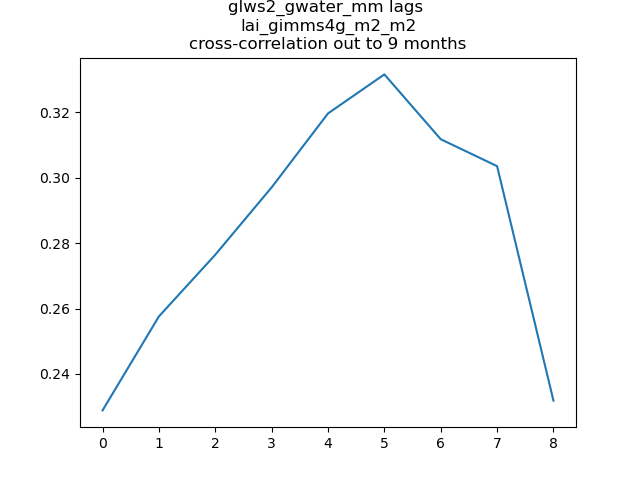 glws2_gwater_mm lags
lai_gimms4g_m2_m2
cross-correlation out to 9 months
0.32
0.30
0.28
0.26
0.24
0 1 2 3 4 5 6 7 8